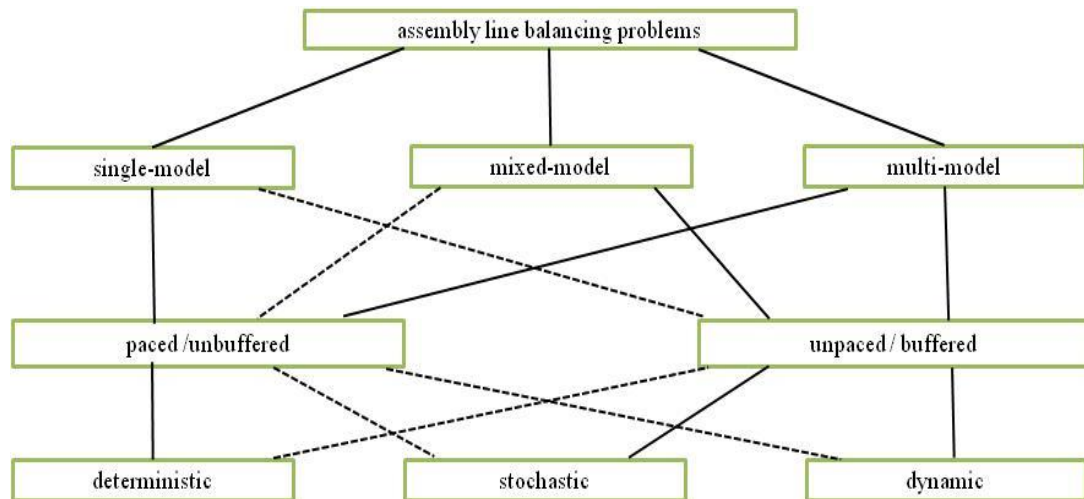 assembly line balancing problems
single-model
mixed-model
multi-model
paced /unbuffered
unpaced / buffered
deterministic
stochastic
dynamic